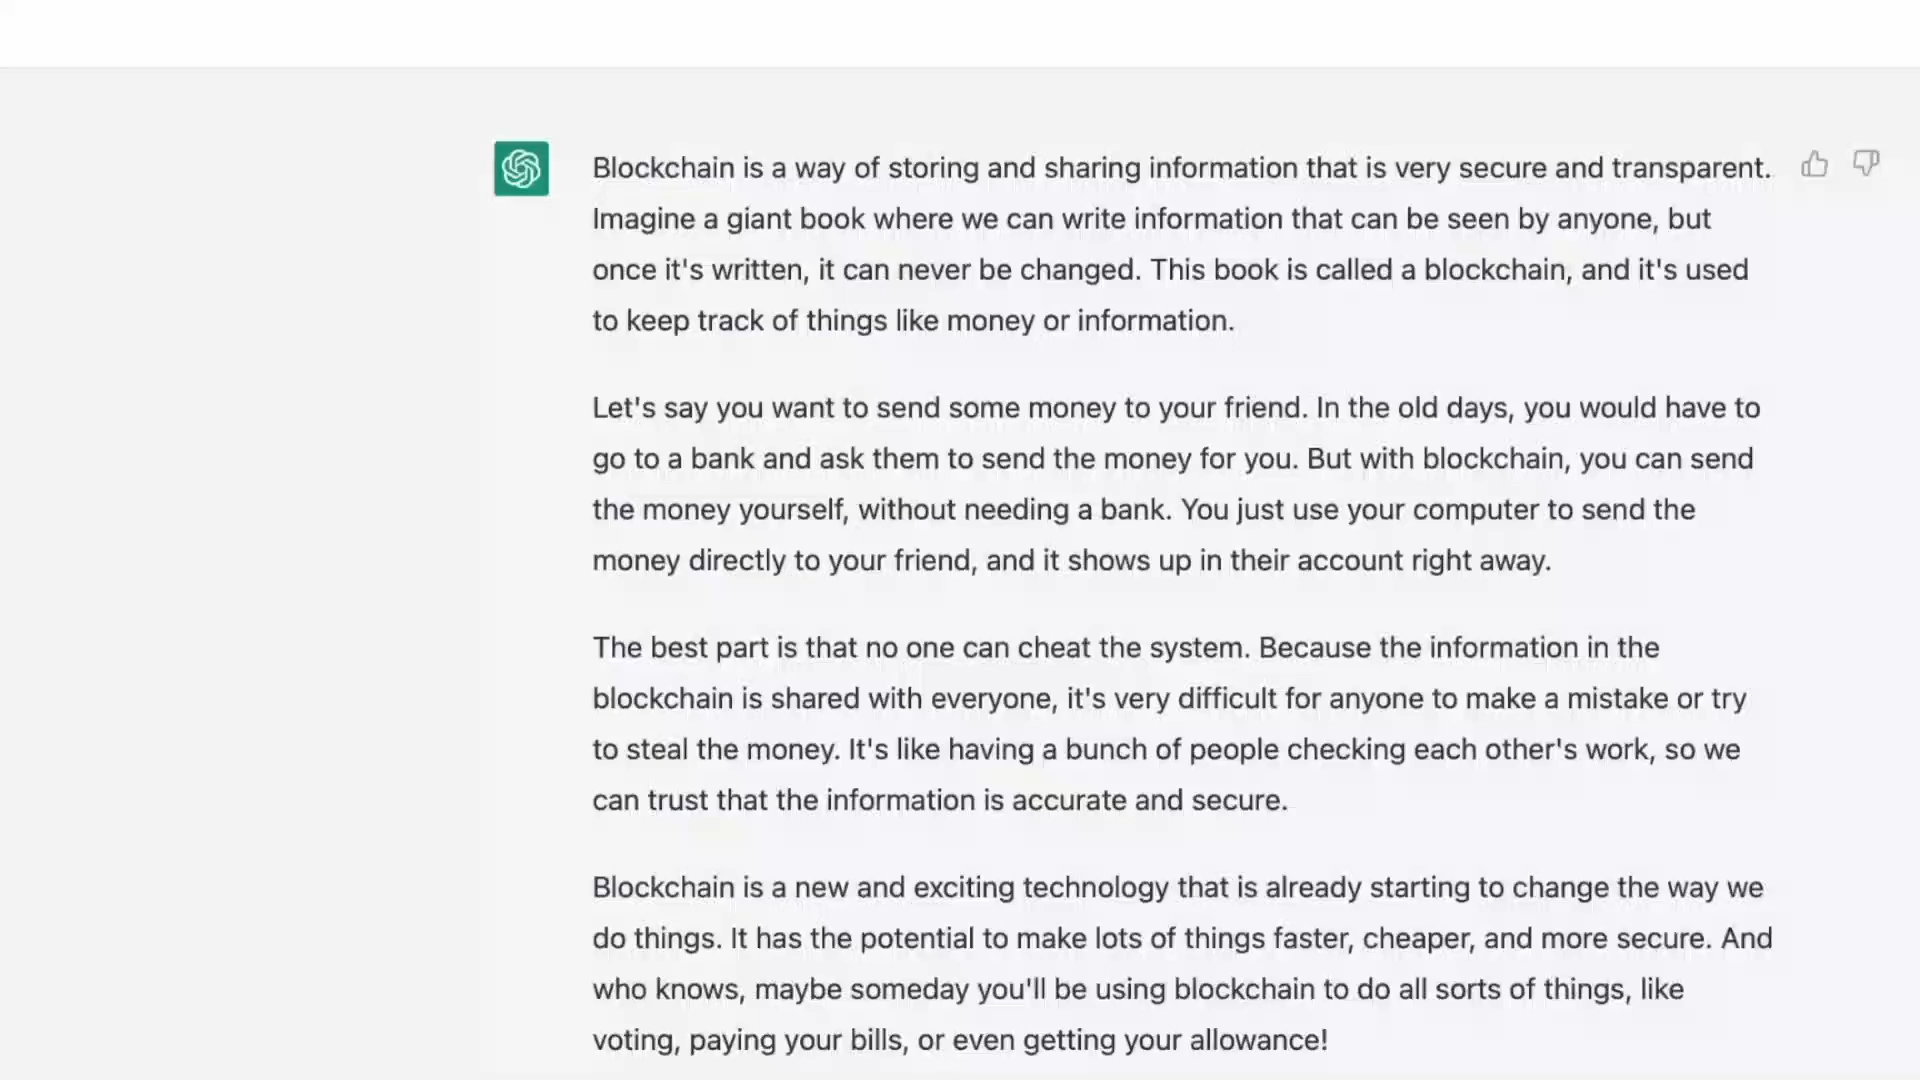 Blockchain is a way of storing and sharing information that is very secure and transparent.
Imagine a giant book where we can write information that can be seen by anyone, but
once it's written, it can never be changed. This book is called a blockchain, and it's used
to keep track of things like money or information.
Let's say you want to send some money to your friend. In the old days, you would have to
go to a bank and ask them to send the money for you. But with blockchain, you can send
the money yourself, without needing a bank. You just use your computer to send the
money directly to your friend, and it shows up in their account right away.
The best part is that no one can cheat the system. Because the information in the
blockchain is shared with everyone, it's very difficult for anyone to make a mistake or try
to steal the money. It's like having a bunch of people checking each other's work, so we
can trust that the information is accurate and secure.
Blockchain is a new and exciting technology that is already starting to change the way we
do things. It has the potential to make lots of things faster, cheaper, and more secure. And
who knows, maybe someday you'll be using blockchain to do all sorts of things, like
voting, paying your bills, or even getting your allowance!